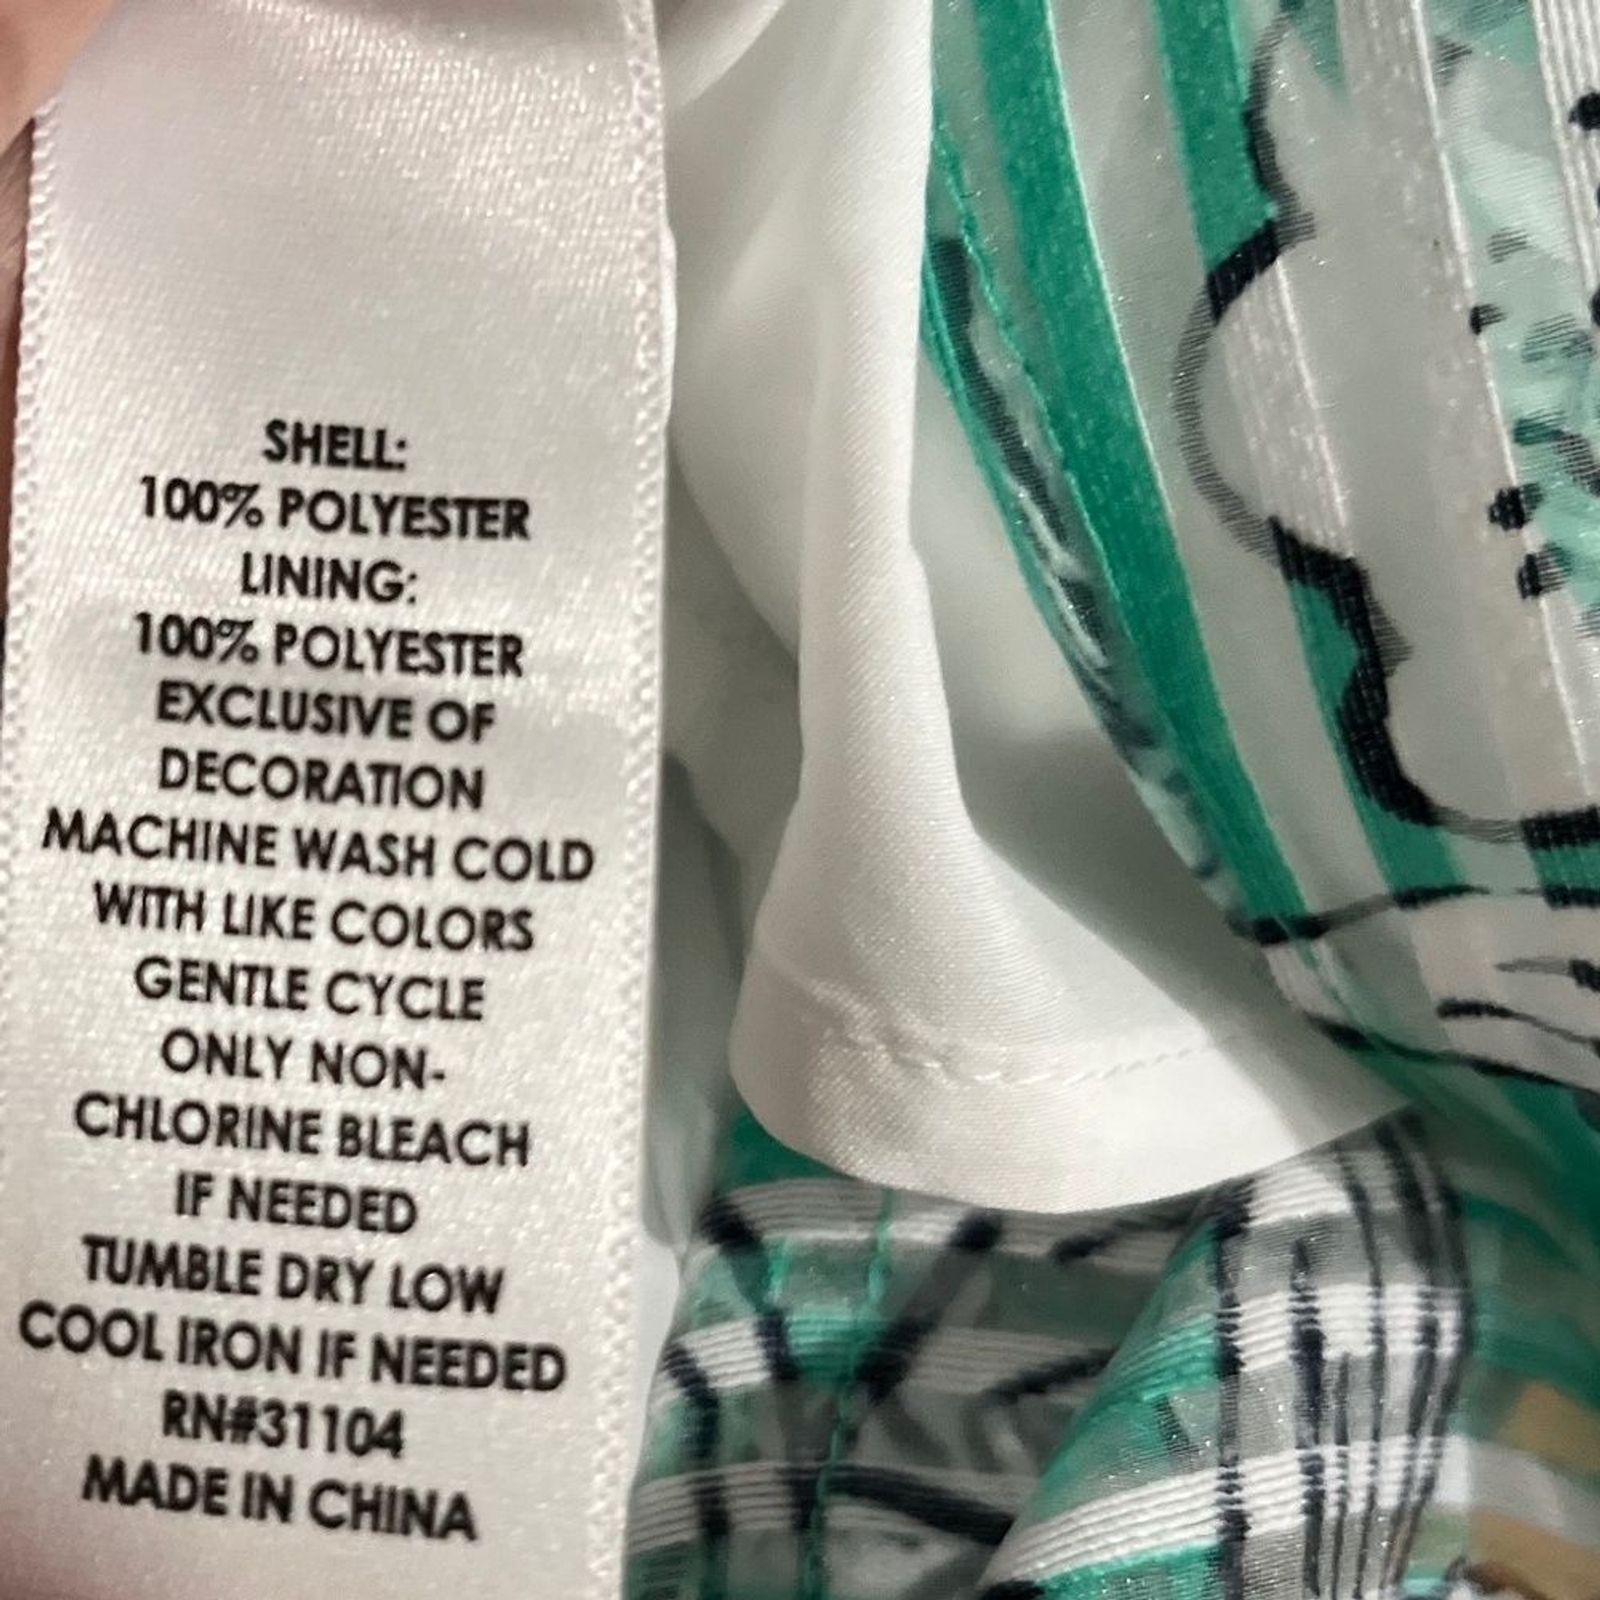 SHELL:
100% POLYESTER
LINING:
100% POLYESTER
EXCLUSIVE OF
DECORATION
MACHINE WASH COLD
WITH LIKE COLORS
GENTLE CYCLE
ONLY NON-
CHLORINE BLEACH
IF NEEDED
TUMBLE DRY LOW
COOL IRON IF NEEDED
RN#31104
MADE IN CHINA